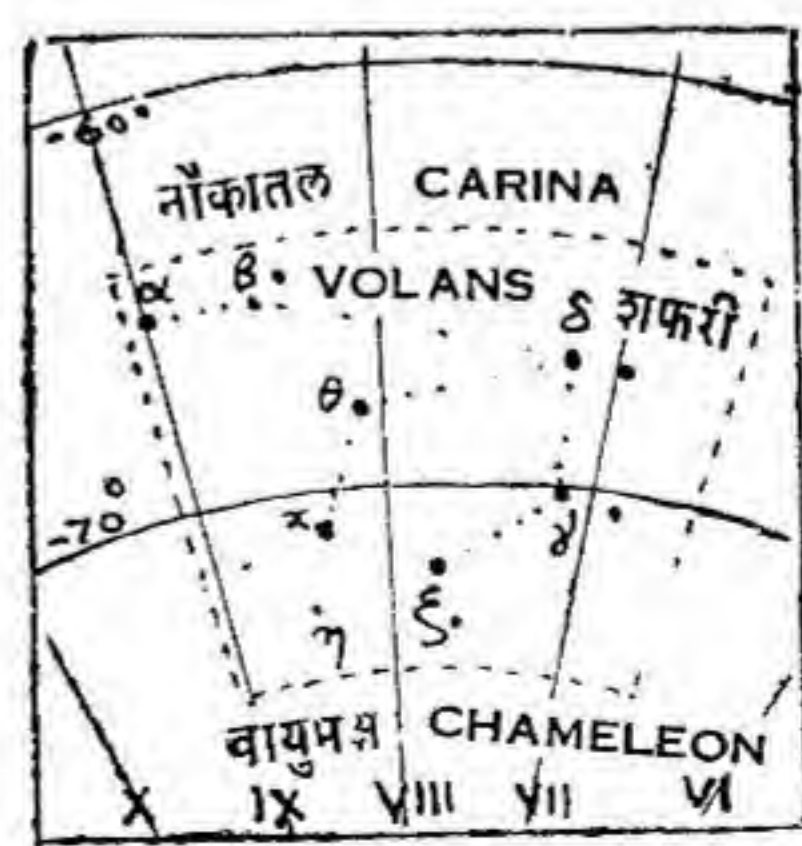 -60°
नौकातल CARINA
α β VOLANS δ शफरी
θ
-70°
x γ
η ξ
वायुभक्ष CHAMELEON
X IX VIII VII VI